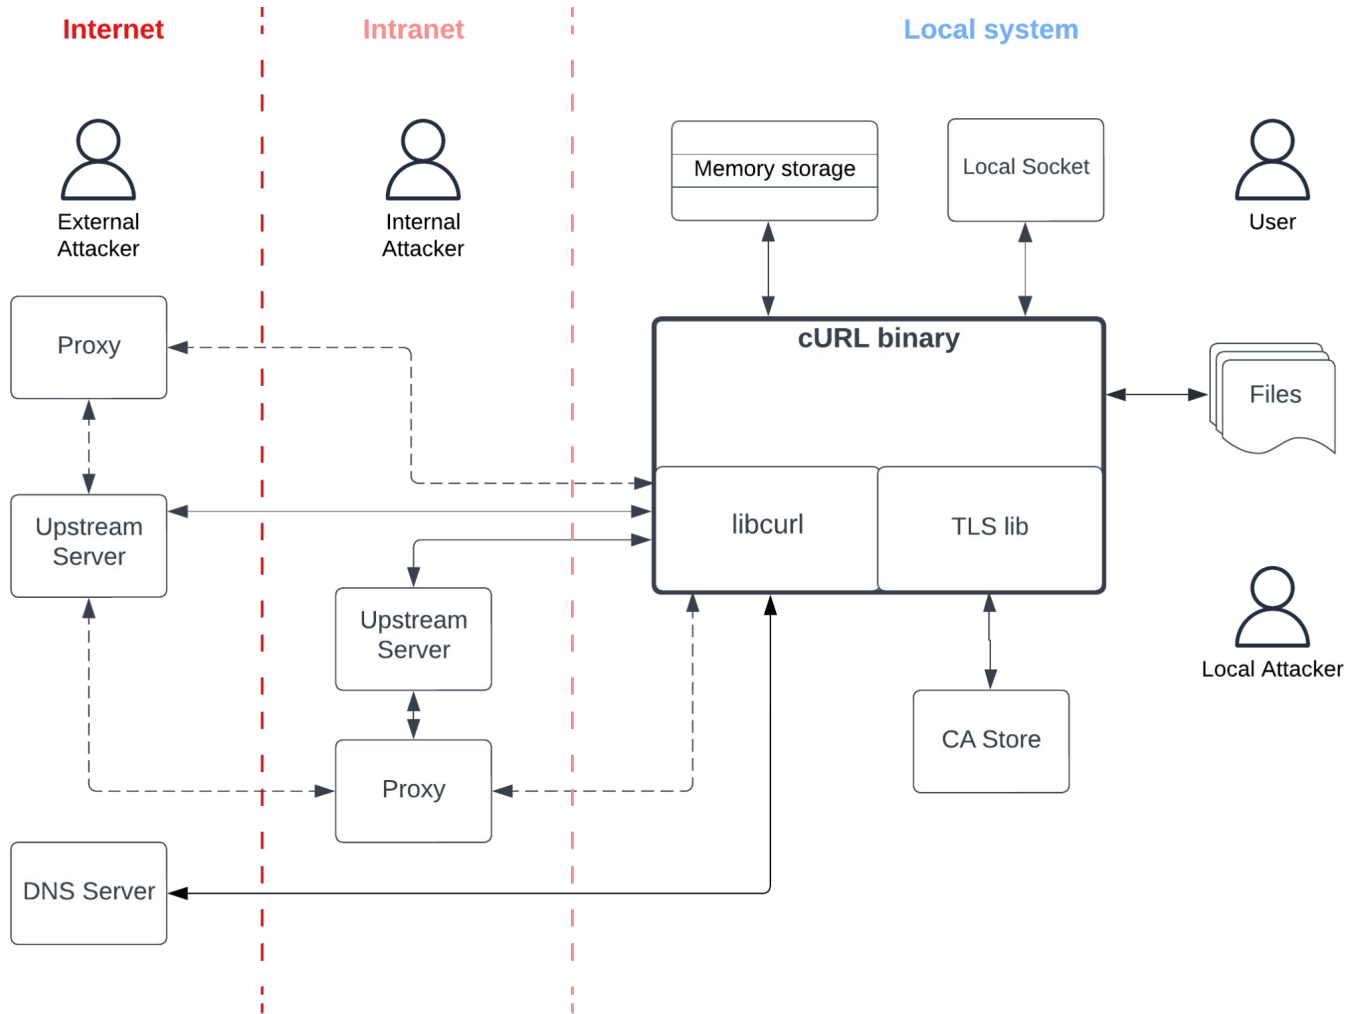 Internet
Intranet
Local system
External
Attacker
Internal
Attacker
Memory storage
Local Socket
User
Proxy
cURL binary
Files
Upstream
Server
libcurl
TLS lib
Upstream
Server
Local Attacker
CA Store
Proxy
DNS Server